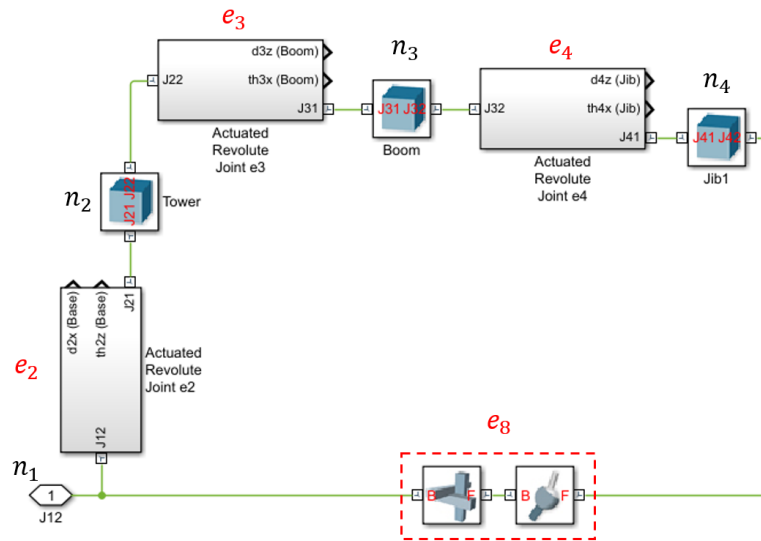 e3
d3z (Boom)
th3x (Boom)
J22
J31
Actuated
Revolute
Joint e3
n3
J31 J32
Boom
e4
d4z (Jib)
th4x (Jib)
J32
J41
Actuated
Revolute
Joint e4
n4
J41 J42
Jib1
n2
J21 J22
Tower
e2
d2x (Base)
th2z (Base)
J21
J12
Actuated
Revolute
Joint e2
n1
1
J12
e8
B F
B F